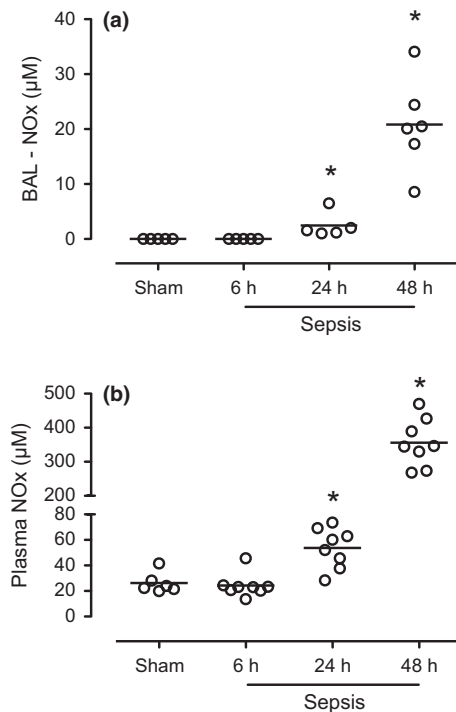 (a)
BAL - NOx (µM)
40
30
20
10
0
*
*
Sham
6 h
24 h
48 h
Sepsis
(b)
Plasma NOx (µM)
500
400
300
200
80
60
40
20
0
*
*
Sham
6 h
24 h
48 h
Sepsis